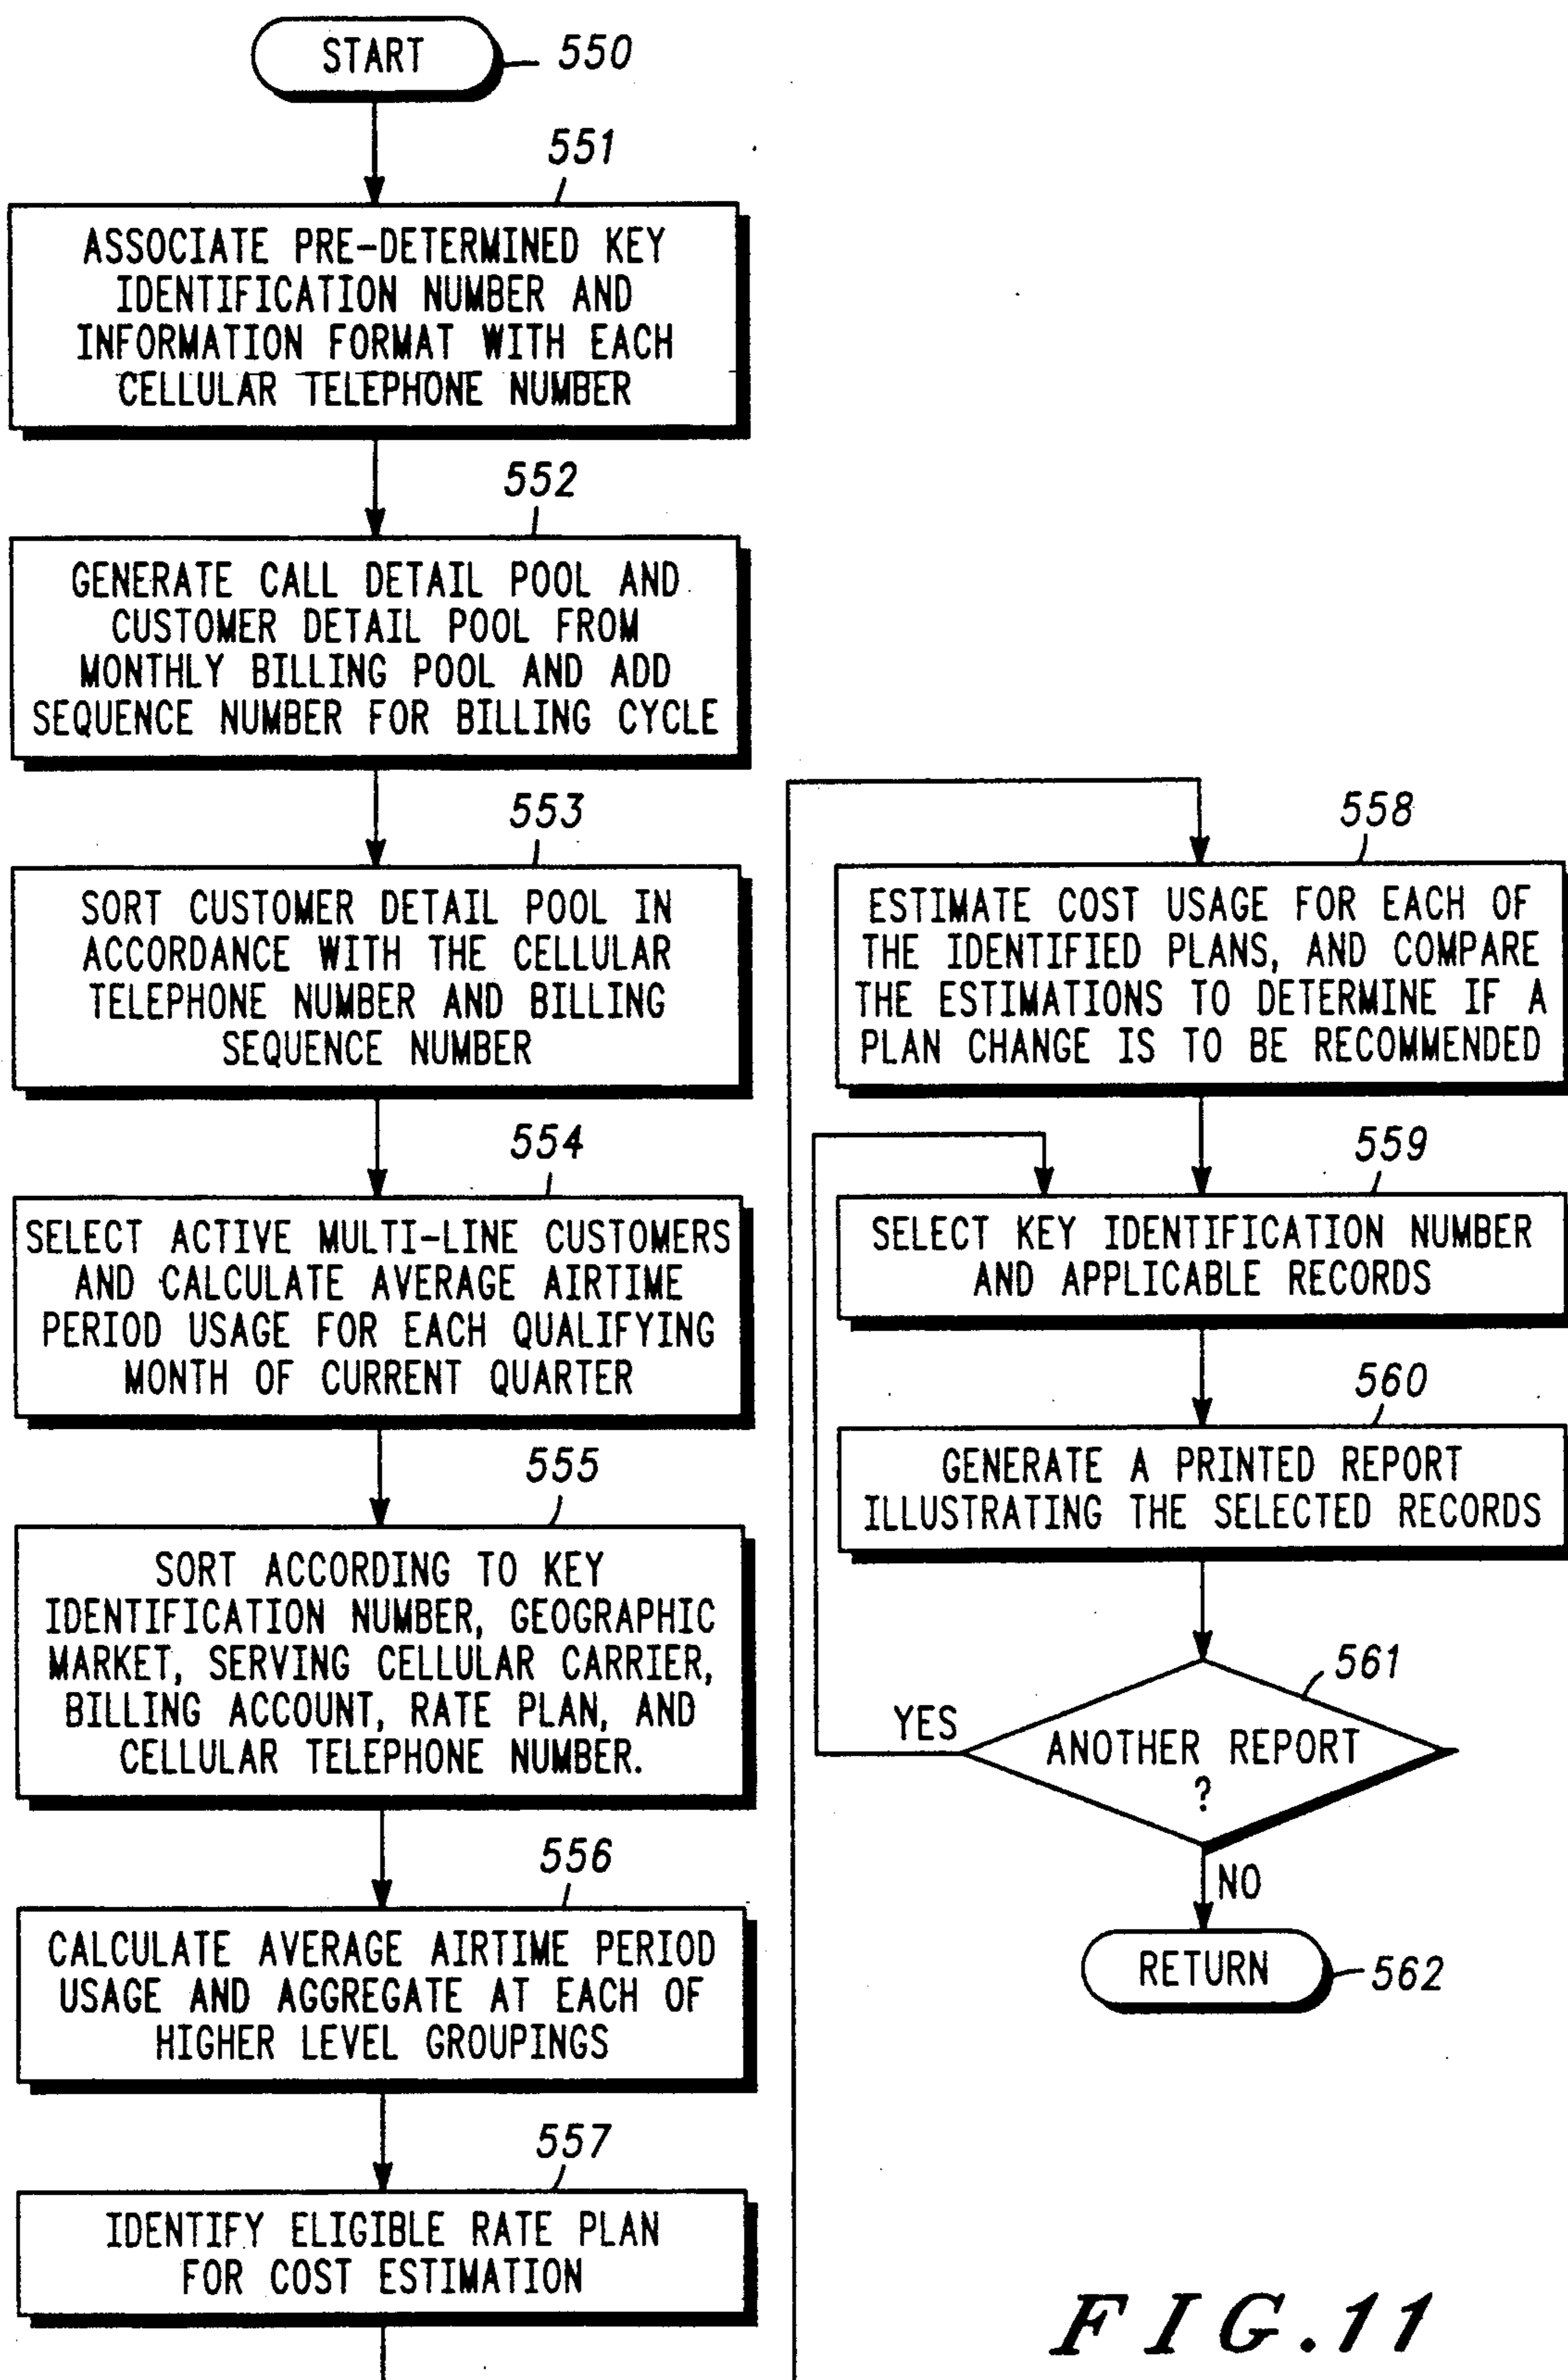 START
550
551
ASSOCIATE PRE-DETERMINED KEY
IDENTIFICATION NUMBER AND
INFORMATION FORMAT WITH EACH
CELLULAR TELEPHONE NUMBER
552
GENERATE CALL DETAIL POOL AND
CUSTOMER DETAIL POOL FROM
MONTHLY BILLING POOL AND ADD
SEQUENCE NUMBER FOR BILLING CYCLE
553
SORT CUSTOMER DETAIL POOL IN
ACCORDANCE WITH THE CELLULAR
TELEPHONE NUMBER AND BILLING
SEQUENCE NUMBER
554
SELECT ACTIVE MULTI-LINE CUSTOMERS
AND CALCULATE AVERAGE AIRTIME
PERIOD USAGE FOR EACH QUALIFYING
MONTH OF CURRENT QUARTER
555
SORT ACCORDING TO KEY
IDENTIFICATION NUMBER, GEOGRAPHIC
MARKET, SERVING CELLULAR CARRIER,
BILLING ACCOUNT, RATE PLAN, AND
CELLULAR TELEPHONE NUMBER.
556
CALCULATE AVERAGE AIRTIME PERIOD
USAGE AND AGGREGATE AT EACH OF
HIGHER LEVEL GROUPINGS
557
IDENTIFY ELIGIBLE RATE PLAN
FOR COST ESTIMATION
558
ESTIMATE COST USAGE FOR EACH OF
THE IDENTIFIED PLANS, AND COMPARE
THE ESTIMATIONS TO DETERMINE IF A
PLAN CHANGE IS TO BE RECOMMENDED
559
SELECT KEY IDENTIFICATION NUMBER
AND APPLICABLE RECORDS
560
GENERATE A PRINTED REPORT
ILLUSTRATING THE SELECTED RECORDS
561
YES
ANOTHER REPORT
?
NO
RETURN
562
FIG.11